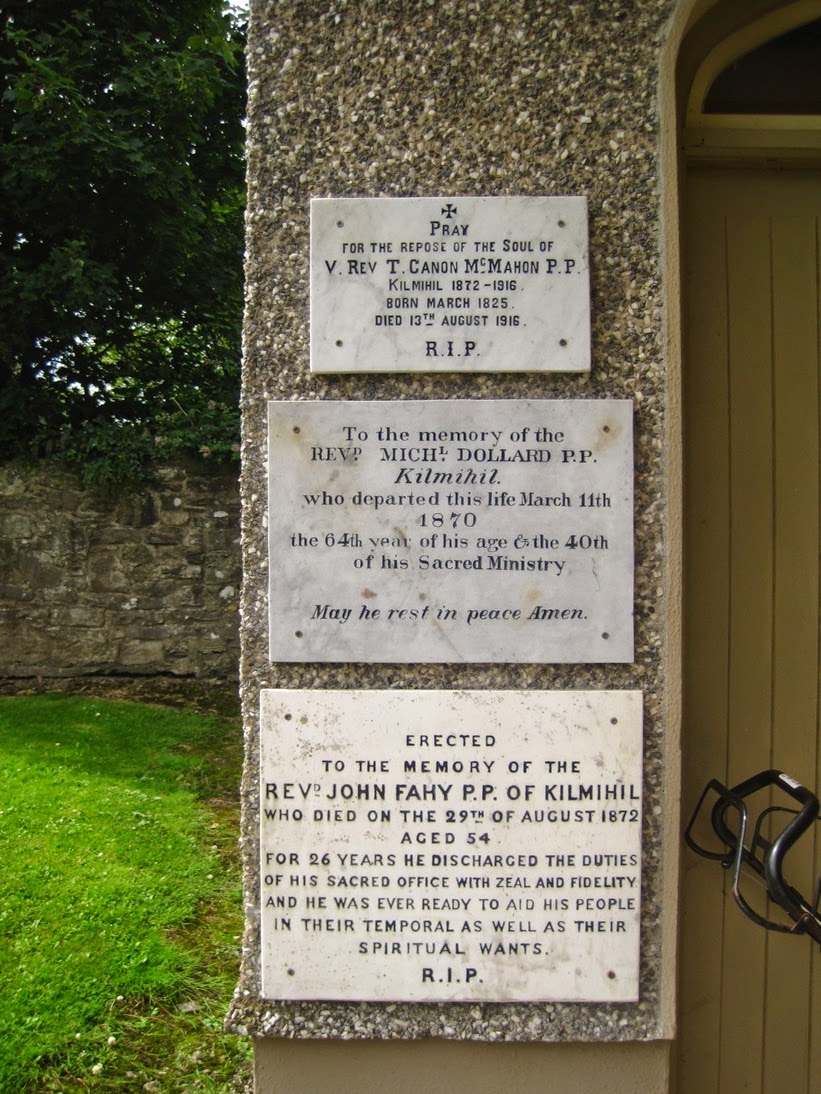 PRAY
FOR THE REPOSE OF THE SOUL OF
V. REV T. CANON MCMAHON P.P.
KILMIHIL 1872-1916.
BORN MARCH 1825.
DIED 13TH AUGUST 1916.
R.I.P.
To the memory of the
REVD MICHL DOLLARD P.P.
Kilmihil.
who departed this life March 11th
1870
the 64th year of his age & the 40th
of his Sacred Ministry
May he rest in peace Amen.
ERECTED
TO THE MEMORY OF THE
REVD JOHN FAHY P.P. OF KILMIHIL
WHO DIED ON THE 29TH OF AUGUST 1872
AGED 54
FOR 26 YEARS HE DISCHARGED THE DUTIES
OF HIS SACRED OFFICE WITH ZEAL AND FIDELITY
AND HE WAS EVER READY TO AID HIS PEOPLE
IN THEIR TEMPORAL AS WELL AS THEIR
SPIRITUAL WANTS.
R.I.P.